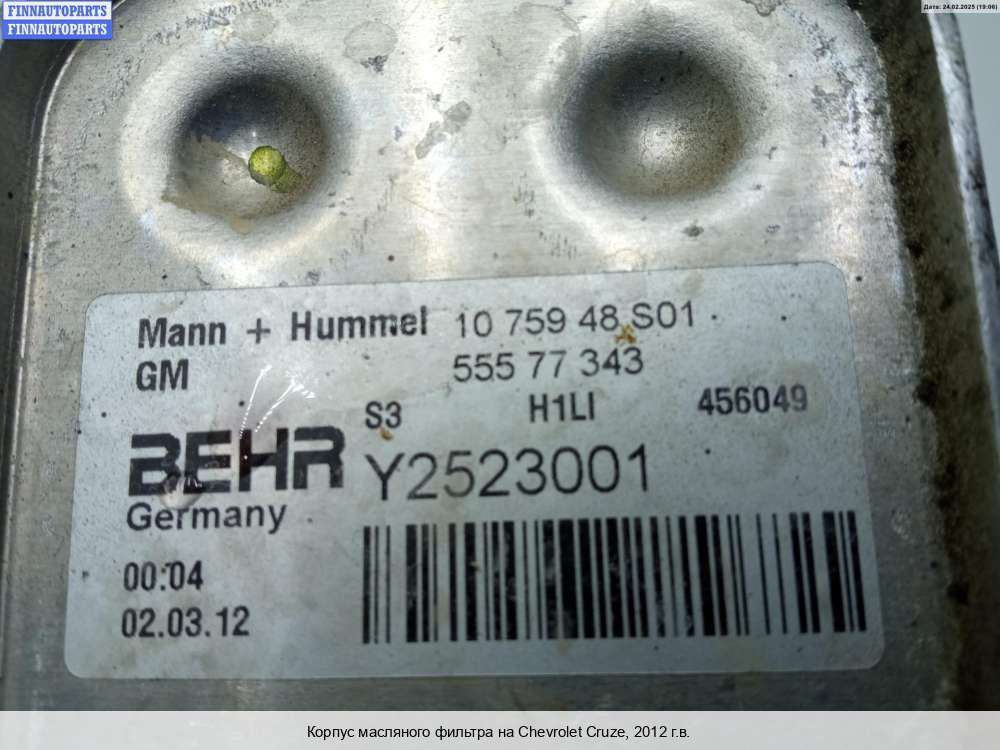 FINNAUTOPARTS
FINNAUTOPARTS
Дата: 24.02.2025 (19:06)
Mann + Hummel 10 759 48 S01
GM 555 77 343
S3 H1LI 456049
BEHR Y2523001
Germany
00:04
02.03.12
Корпус масляного фильтра на Chevrolet Cruze, 2012 г.в.